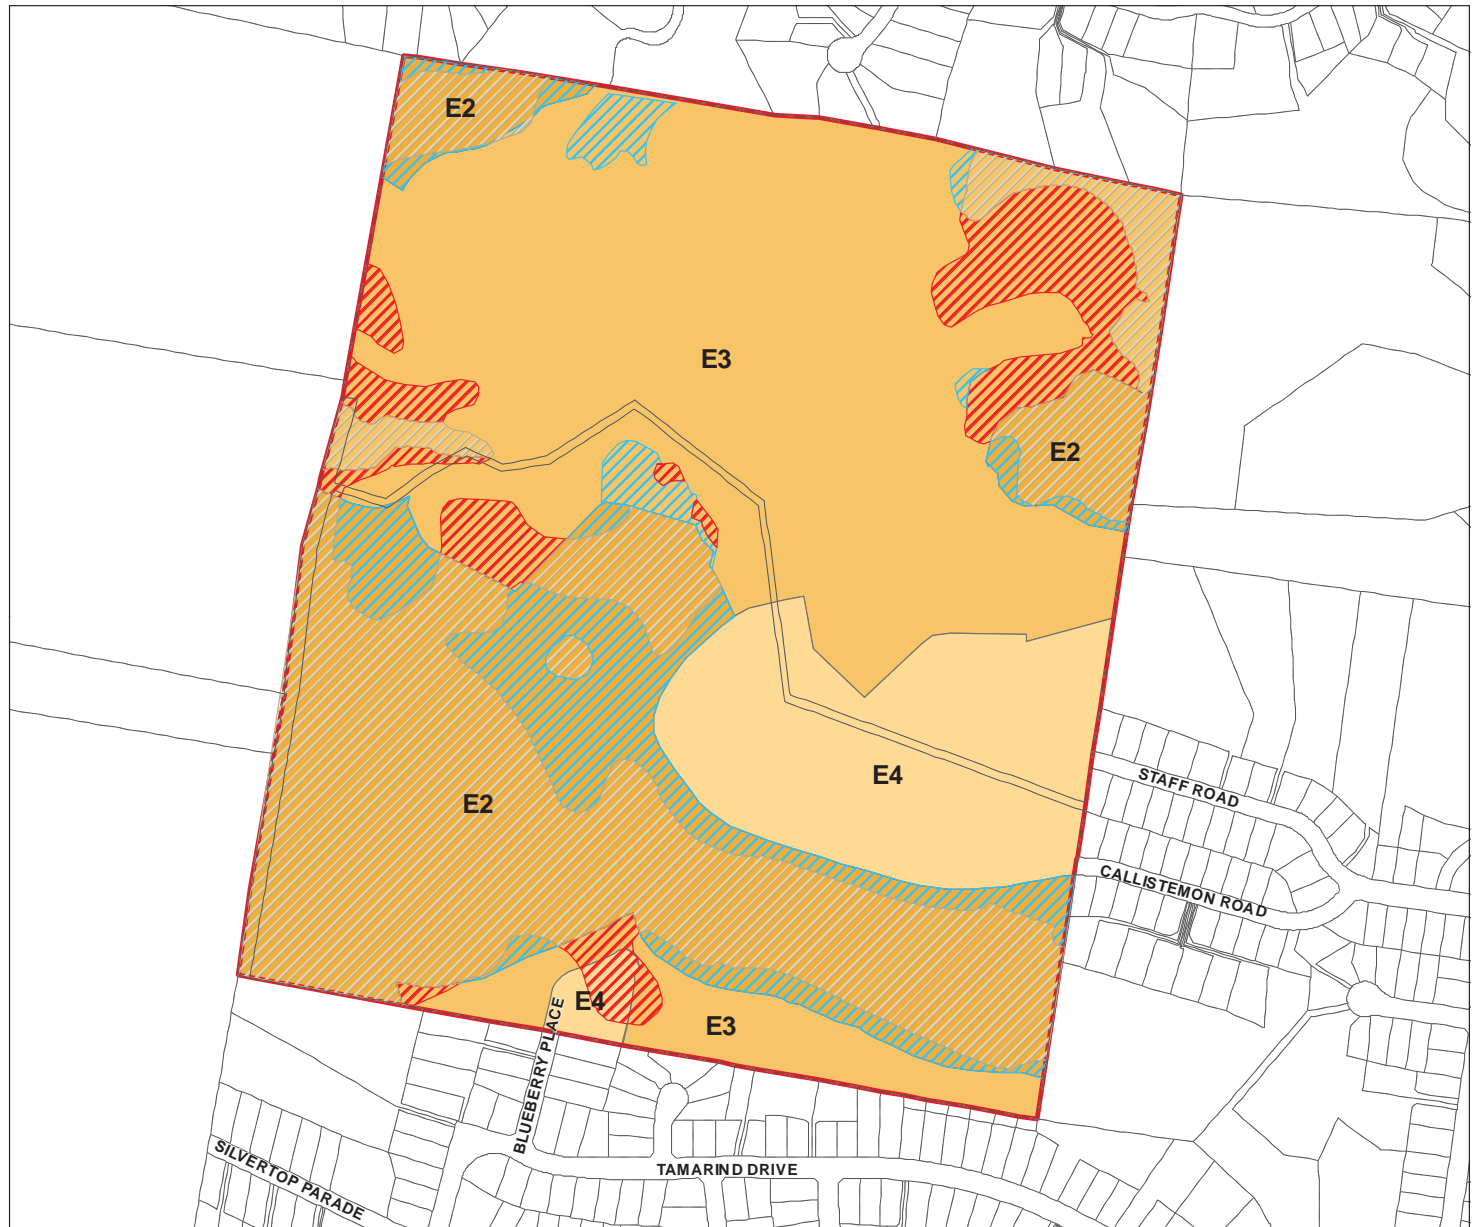 E2
E3
E2
E4
STAFF ROAD
E2
CALLISTEMON ROAD
E4
E3
BLUEBERRY PLACE
TAMARIND DRIVE
SILVERTOP PARADE